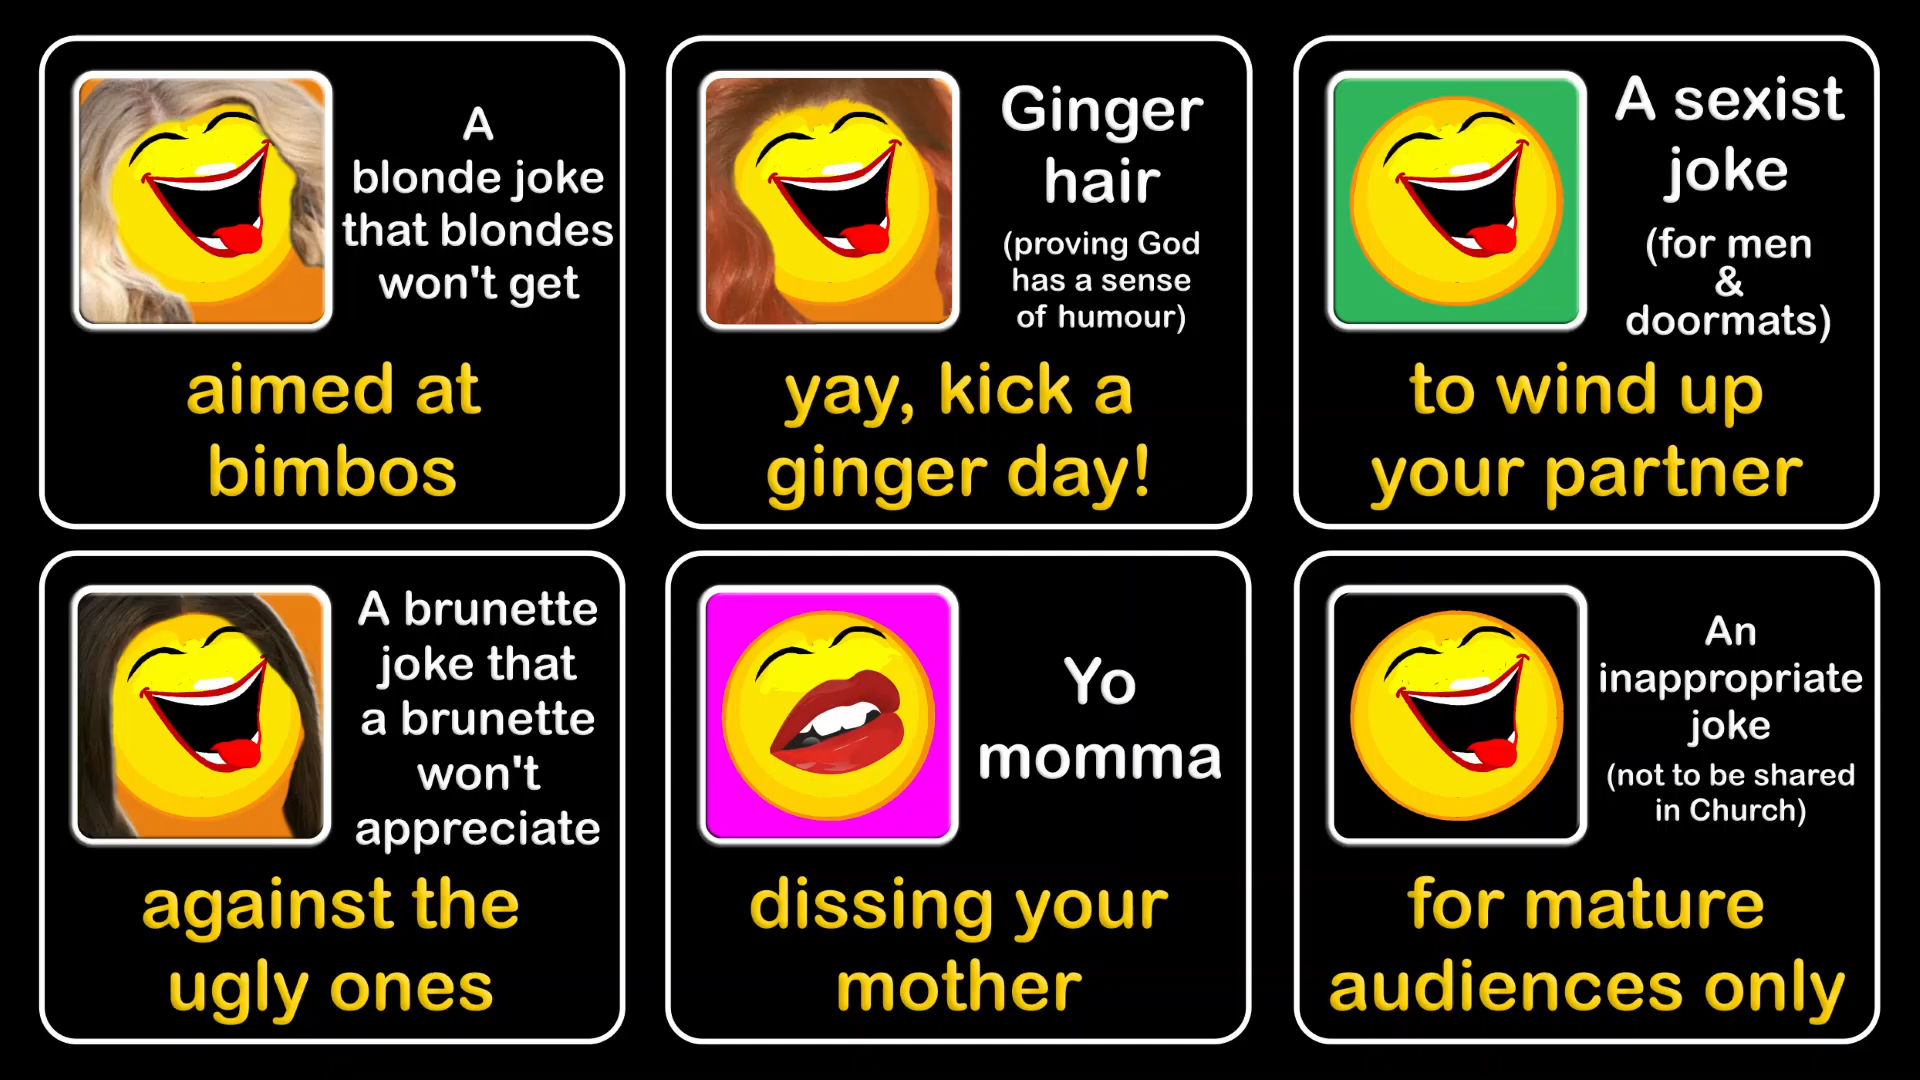 A
blonde joke
that blondes
won't get
aimed at
bimbos
Ginger
hair
(proving God
has a sense
of humour)
yay, kick a
ginger day!
A sexist
joke
(for men
&
doormats)
to wind up
your partner
A brunette
joke that
a brunette
won't
appreciate
against the
ugly ones
Yo
momma
dissing your
mother
An
inappropriate
joke
(not to be shared
in Church)
for mature
audiences only